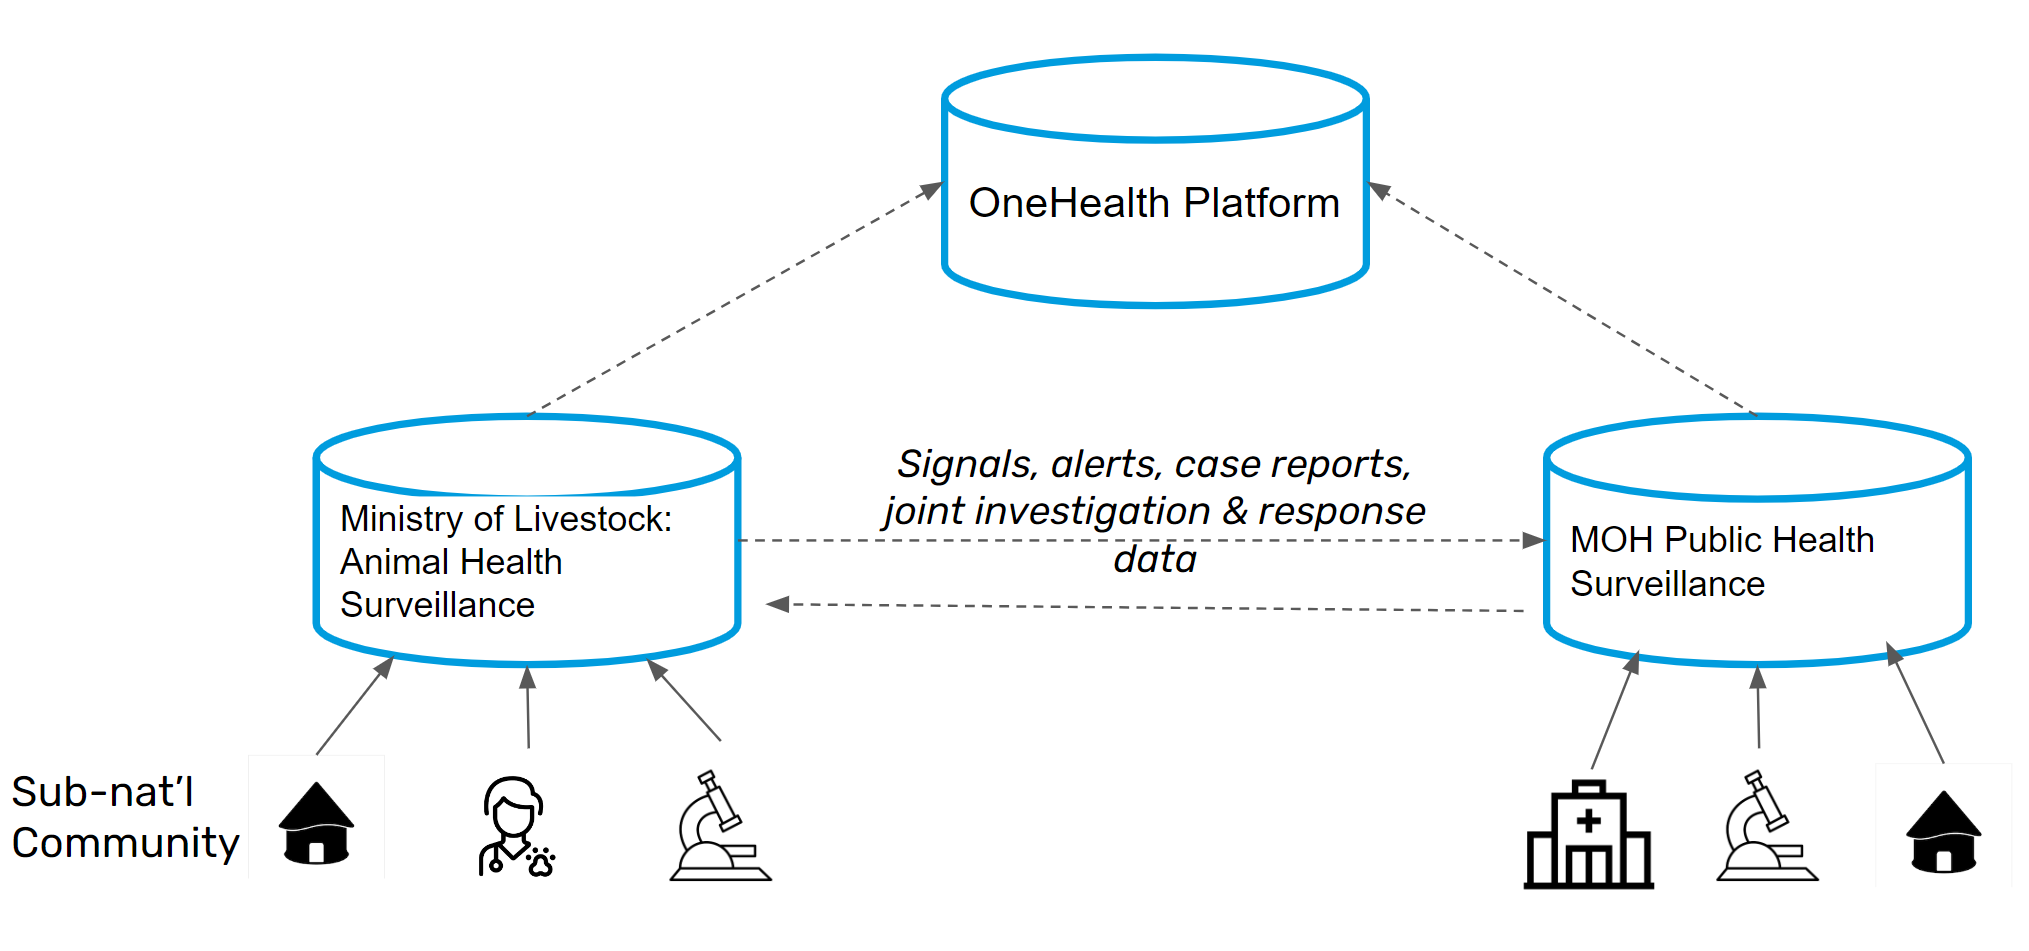 OneHealth Platform
Signals, alerts, case reports,
joint investigation & response
data
Ministry of Livestock:
Animal Health
Surveillance
MOH Public Health
Surveillance
Sub-nat’l
Community